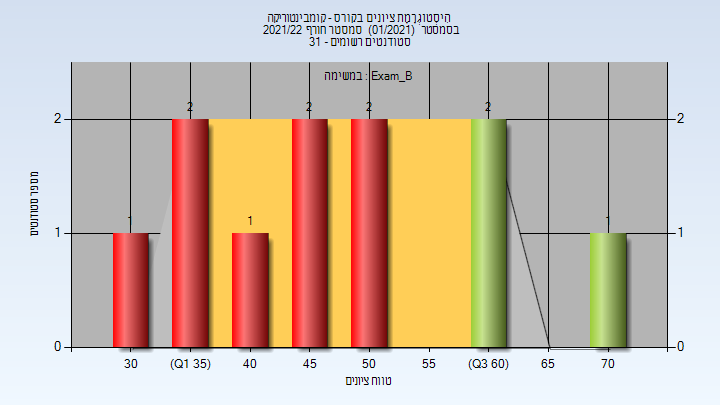 היסטוגרמת ציונים בקורס - קומבינטוריקה
בסמסטר (01/2021) סמסטר חורף 2021/22
סטודנטים רשומים - 31
במשימה : Exam_B
מספר סטודנטים
2
1
0
2
1
0
1
2
1
2
2
2
1
30
(Q1 35)
40
45
50
55
(Q3 60)
65
70
טווח ציונים